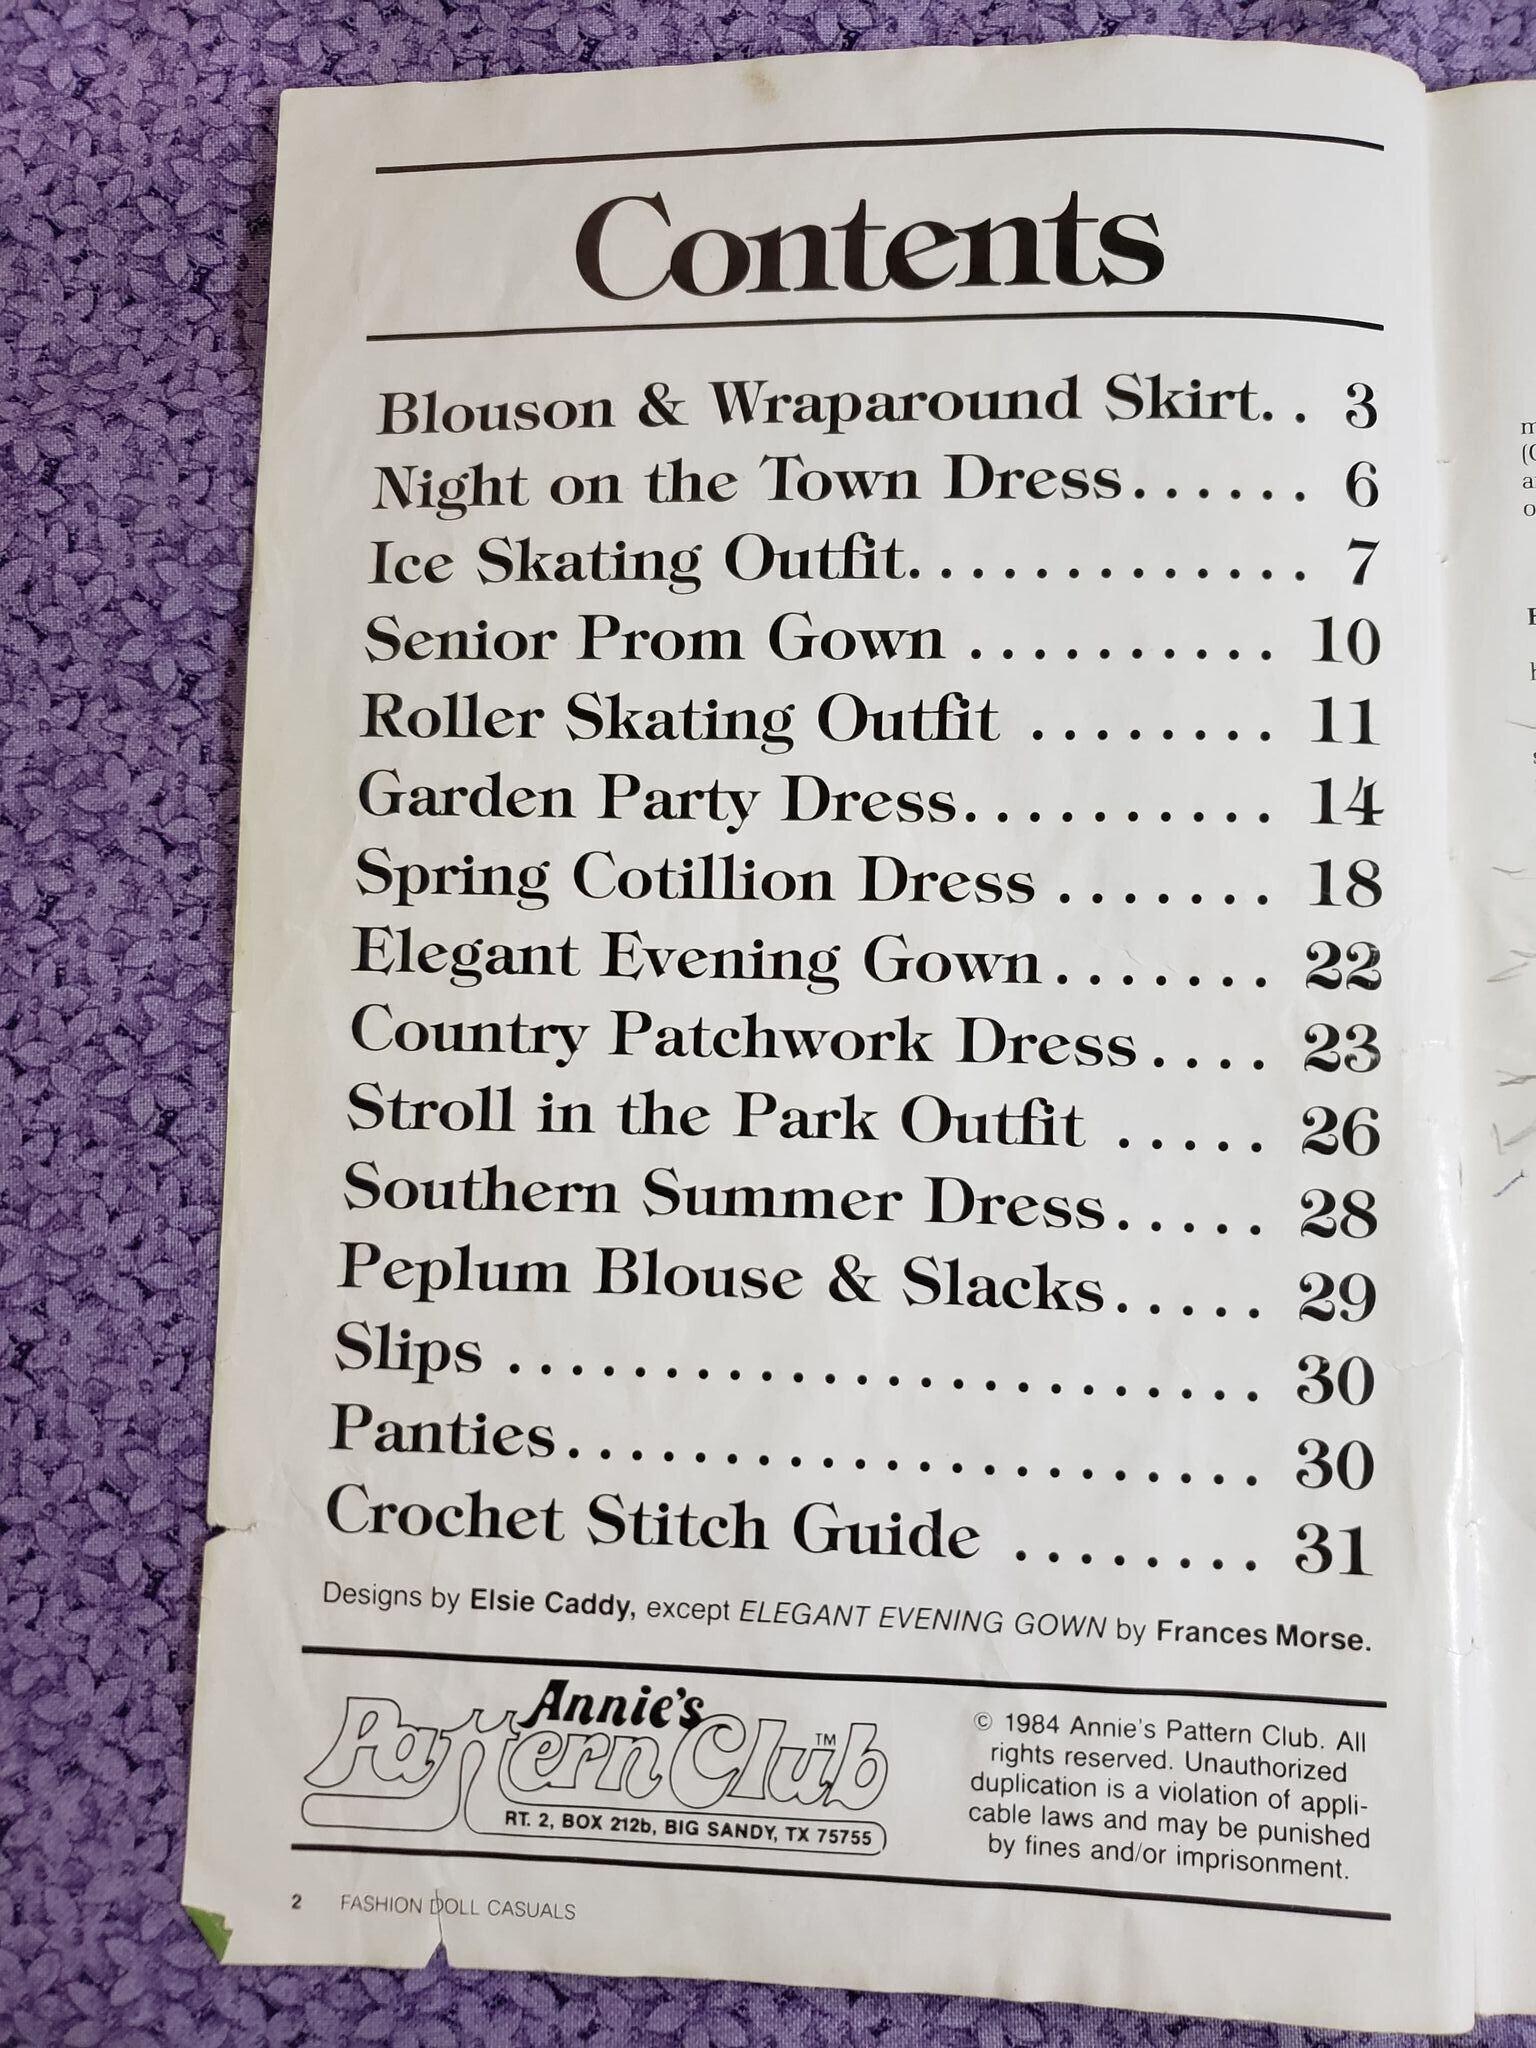 Contents
Blouson & Wraparound Skirt. . 3
Night on the Town Dress. . . . . . 6
Ice Skating Outfit. . . . . . . . . . . . . 7
Senior Prom Gown . . . . . . . . . . 10
Roller Skating Outfit . . . . . . . . 11
Garden Party Dress. . . . . . . . . . 14
Spring Cotillion Dress . . . . . . . 18
Elegant Evening Gown. . . . . . . 22
Country Patchwork Dress. . . . 23
Stroll in the Park Outfit . . . . . 26
Southern Summer Dress. . . . . 28
Peplum Blouse & Slacks. . . . . 29
Slips . . . . . . . . . . . . . . . . . . . . . . . . 30
Panties. . . . . . . . . . . . . . . . . . . . . . 30
Crochet Stitch Guide . . . . . . . . 31
Designs by Elsie Caddy, except ELEGANT EVENING GOWN by Frances Morse.
Annie's
Pattern Club™
RT. 2, BOX 212b, BIG SANDY, TX 75755
© 1984 Annie's Pattern Club. All
rights reserved. Unauthorized
duplication is a violation of appli-
cable laws and may be punished
by fines and/or imprisonment.
2 FASHION DOLL CASUALS